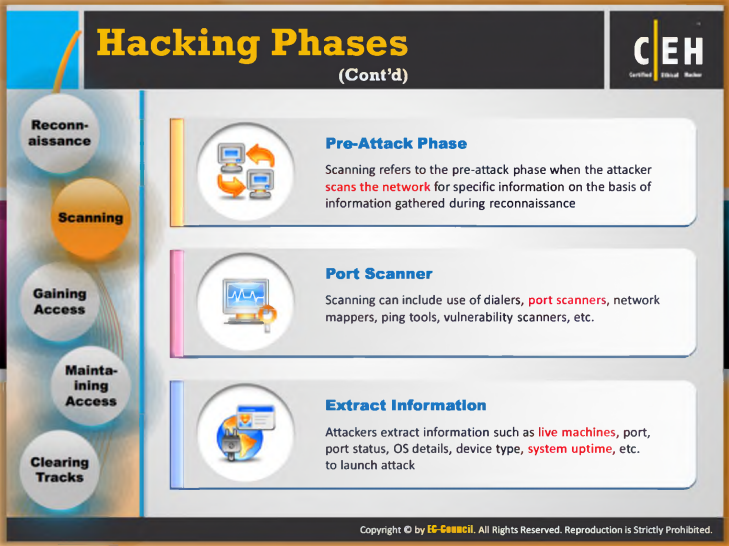 Hacking Phases
(Cont'd)
C|EH
Certified Ethical Hacker
Reconn-
aissance
Scanning
Gaining
Access
Mainta-
ining
Access
Clearing
Tracks
Pre-Attack Phase
Scanning refers to the pre-attack phase when the attacker
scans the network for specific information on the basis of
information gathered during reconnaissance
Port Scanner
Scanning can include use of dialers, port scanners, network
mappers, ping tools, vulnerability scanners, etc.
Extract Information
Attackers extract information such as live machines, port,
port status, OS details, device type, system uptime, etc.
to launch attack
Copyright © by EC-Council. All Rights Reserved. Reproduction is Strictly Prohibited.